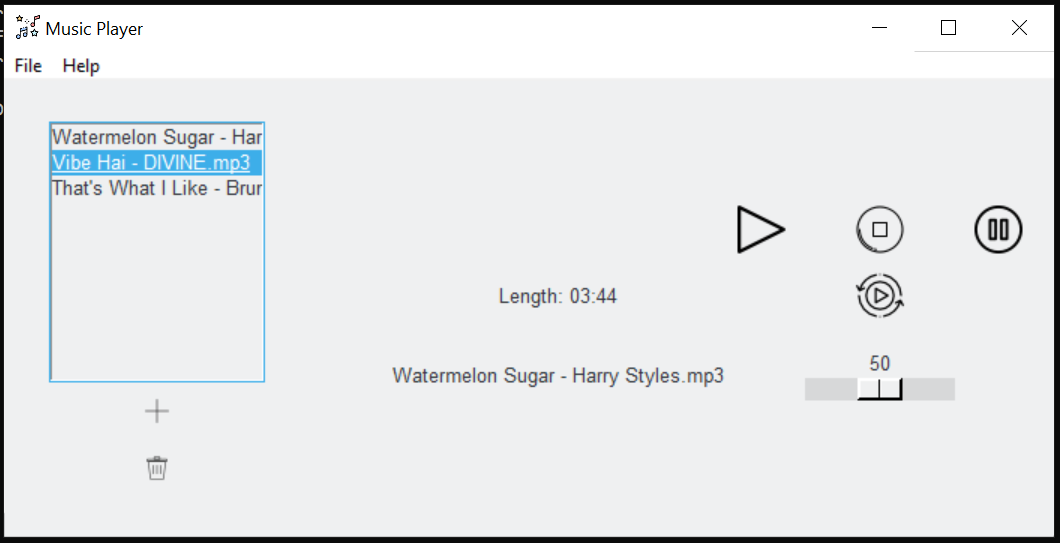 Music Player
File Help
Watermelon Sugar - Har
Vibe Hai - DIVINE.mp3
That's What I Like - Brur
Length: 03:44
Watermelon Sugar - Harry Styles.mp3
50